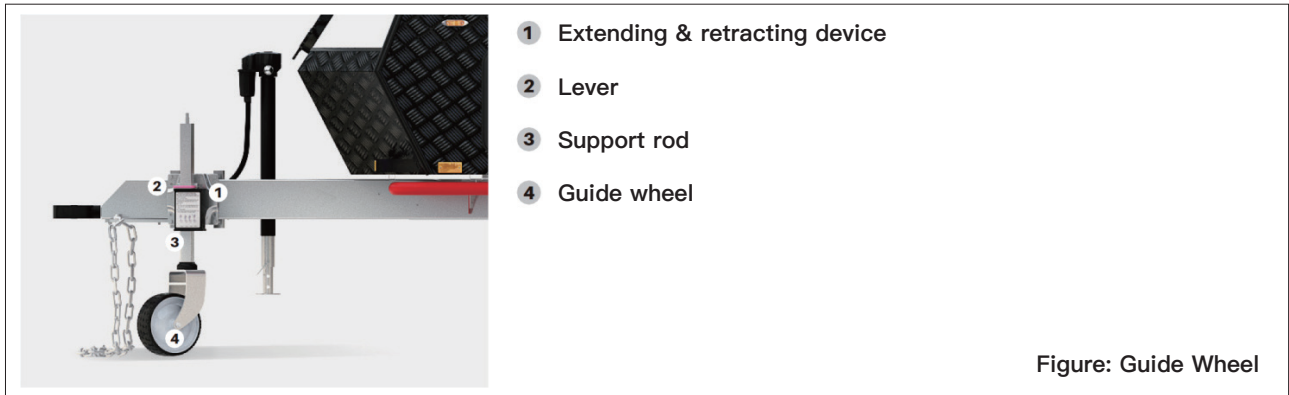 1 Extending & retracting device
2 Lever
3 Support rod
4 Guide wheel
2
1
3
4
Figure: Guide Wheel